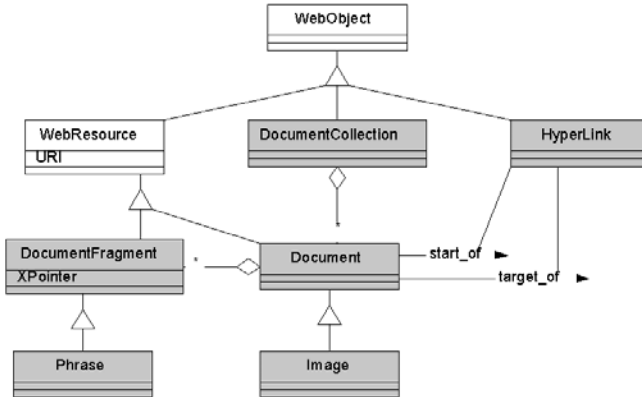 WebObject
WebResource
URI
DocumentCollection
HyperLink
*
DocumentFragment
XPointer
*
Document
start_of
target_of
Phrase
Image